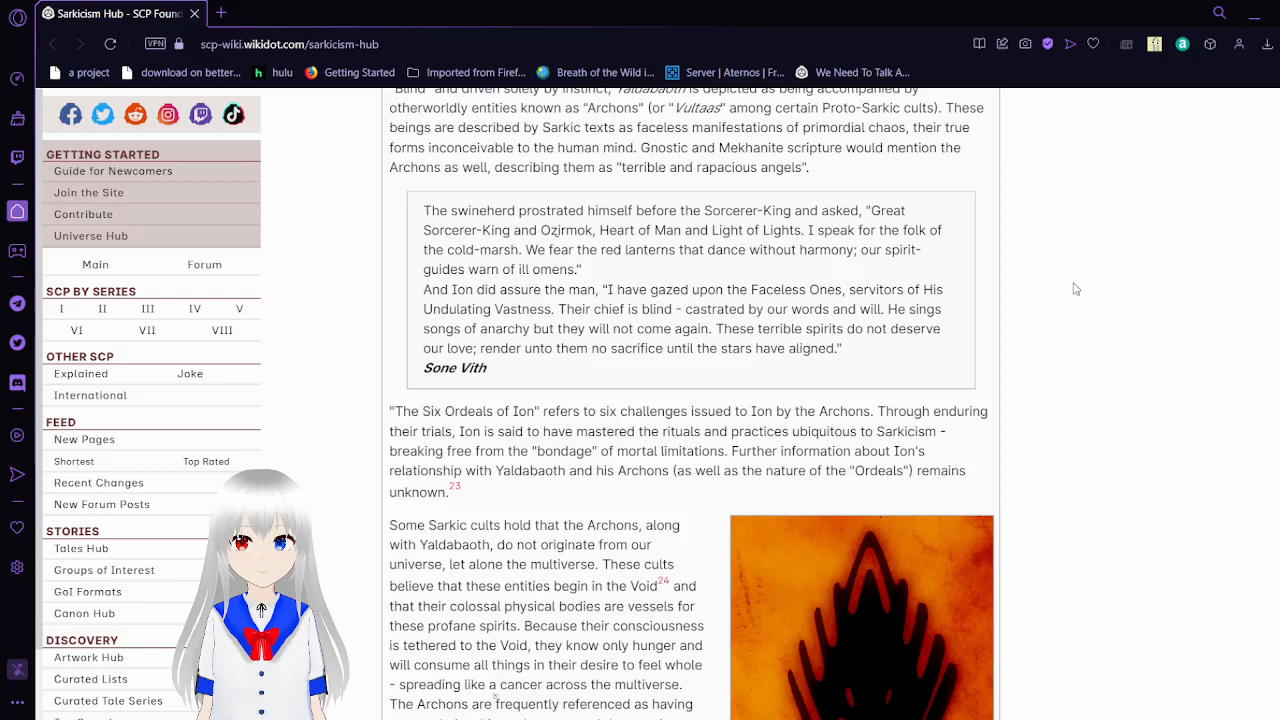 Sarkicism Hub - SCP Found
VPN
scp-wiki.wikidot.com/sarkicism-hub
a project
download on better...
hulu
Getting Started
Imported from Firef...
Breath of the Wild i...
Server | Aternos | Fr...
We Need To Talk A...
GETTING STARTED
Guide for Newcomers
Join the Site
Contribute
Universe Hub
Main Forum
SCP BY SERIES
I II III IV V
VI VII VIII
OTHER SCP
Explained Joke
International
FEED
New Pages
Shortest Top Rated
Recent Changes
New Forum Posts
STORIES
Tales Hub
Groups of Interest
GoI Formats
Canon Hub
DISCOVERY
Artwork Hub
Curated Lists
Curated Tale Series
"Blind" and driven solely by instinct, Yaldabaoth is depicted as being accompanied by
otherworldly entities known as "Archons" (or "Vultaas" among certain Proto-Sarkic cults). These
beings are described by Sarkic texts as faceless manifestations of primordial chaos, their true
forms inconceivable to the human mind. Gnostic and Mekhanite scripture would mention the
Archons as well, describing them as "terrible and rapacious angels".
The swineherd prostrated himself before the Sorcerer-King and asked, "Great
Sorcerer-King and Ozi̮rmok, Heart of Man and Light of Lights. I speak for the folk of
the cold-marsh. We fear the red lanterns that dance without harmony; our spirit-
guides warn of ill omens."
And Ion did assure the man, "I have gazed upon the Faceless Ones, servitors of His
Undulating Vastness. Their chief is blind - castrated by our words and will. He sings
songs of anarchy but they will not come again. These terrible spirits do not deserve
our love; render unto them no sacrifice until the stars have aligned."
Sone Vith
"The Six Ordeals of Ion" refers to six challenges issued to Ion by the Archons. Through enduring
their trials, Ion is said to have mastered the rituals and practices ubiquitous to Sarkicism -
breaking free from the "bondage" of mortal limitations. Further information about Ion's
relationship with Yaldabaoth and his Archons (as well as the nature of the "Ordeals") remains
unknown.23
Some Sarkic cults hold that the Archons, along
with Yaldabaoth, do not originate from our
universe, let alone the multiverse. These cults
believe that these entities begin in the Void24 and
that their colossal physical bodies are vessels for
these profane spirits. Because their consciousness
is tethered to the Void, they know only hunger and
will consume all things in their desire to feel whole
- spreading like a cancer across the multiverse.
The Archons are frequently referenced as having